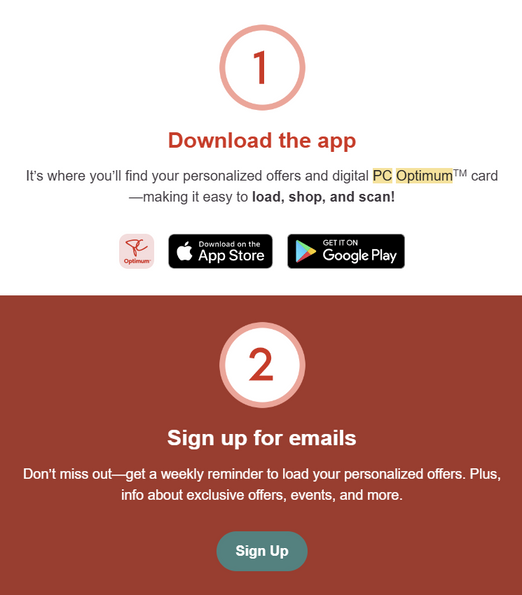 1
Download the app
It's where you'll find your personalized offers and digital PC Optimum™ card
—making it easy to load, shop, and scan!
PC
Optimum™
Download on the
App Store
GET IT ON
Google Play
2
Sign up for emails
Don't miss out—get a weekly reminder to load your personalized offers. Plus,
info about exclusive offers, events, and more.
Sign Up